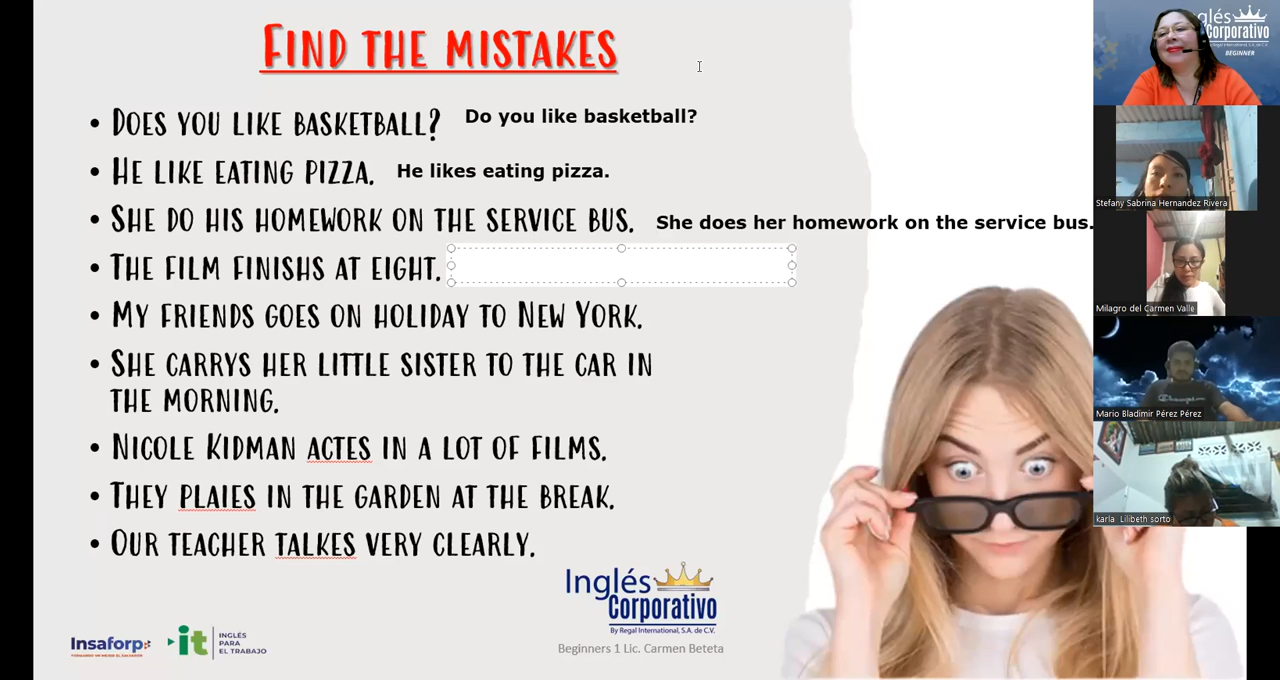 FIND THE MISTAKES
• DOES YOU LIKE BASKETBALL? Do you like basketball?
• HE LIKE EATING PIZZA. He likes eating pizza.
• SHE DO HIS HOMEWORK ON THE SERVICE BUS. She does her homework on the service bus.
• THE FILM FINISHS AT EIGHT.
• MY FRIENDS GOES ON HOLIDAY TO NEW YORK.
• SHE CARRYS HER LITTLE SISTER TO THE CAR IN
THE MORNING.
• NICOLE KIDMAN ACTES IN A LOT OF FILMS.
• THEY PLAIES IN THE GARDEN AT THE BREAK.
• OUR TEACHER TALKES VERY CLEARLY.
Inglés
Corporativo
By Regal International, S.A. de C.V.
Beginners 1 Lic. Carmen Beteta
Insaforp
it
INGLÉS
PARA
EL TRABAJO
glés
Corporativo
BEGINNER
Stefany Sabrina Hernandez Rivera
Milagro del Carmen Valle
Mario Bladimir Pérez Pérez
karla Lilibeth sorto